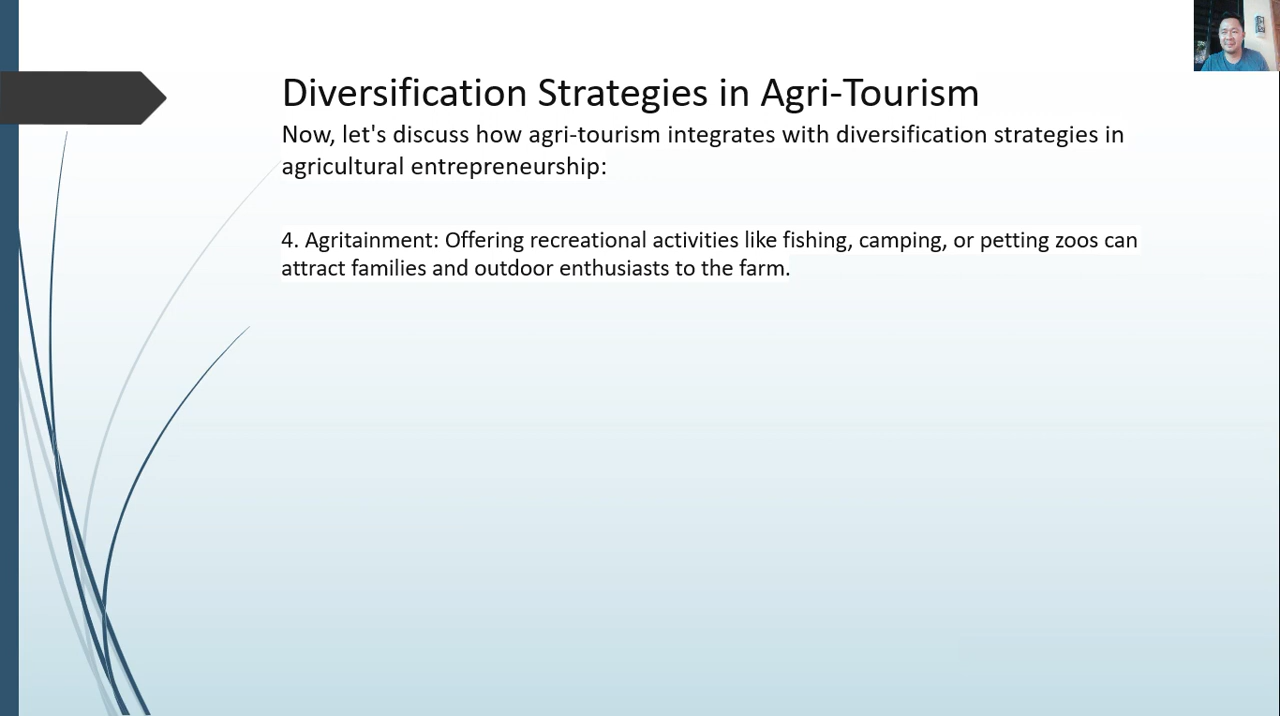 Diversification Strategies in Agri-Tourism
Now, let's discuss how agri-tourism integrates with diversification strategies in
agricultural entrepreneurship:
4. Agritainment: Offering recreational activities like fishing, camping, or petting zoos can
attract families and outdoor enthusiasts to the farm.